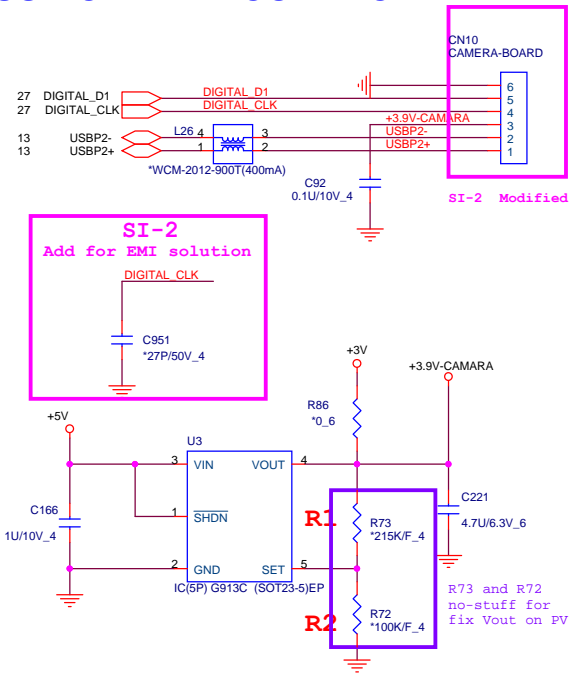 CN10
CAMERA-BOARD
27 DIGITAL_D1 DIGITAL_D1 6
27 DIGITAL_CLK DIGITAL_CLK 5
4
+3.9V-CAMARA 3
13 USBP2- L26 4 3 USBP2- 2
13 USBP2+ 1 2 USBP2+ 1
*WCM-2012-900T(400mA)
C92
0.1U/10V_4
SI-2 Modified
SI-2
Add for EMI solution
DIGITAL_CLK
C951
*27P/50V_4
+3V
+3.9V-CAMARA
R86
*0_6
+5V
U3
3 VIN VOUT 4
C166
1U/10V_4
1 SHDN
R1
R73
*215K/F_4
C221
4.7U/6.3V_6
2 GND SET 5
IC(5P) G913C (SOT23-5)EP
R2
R72
*100K/F_4
R73 and R72
no-stuff for
fix Vout on PV